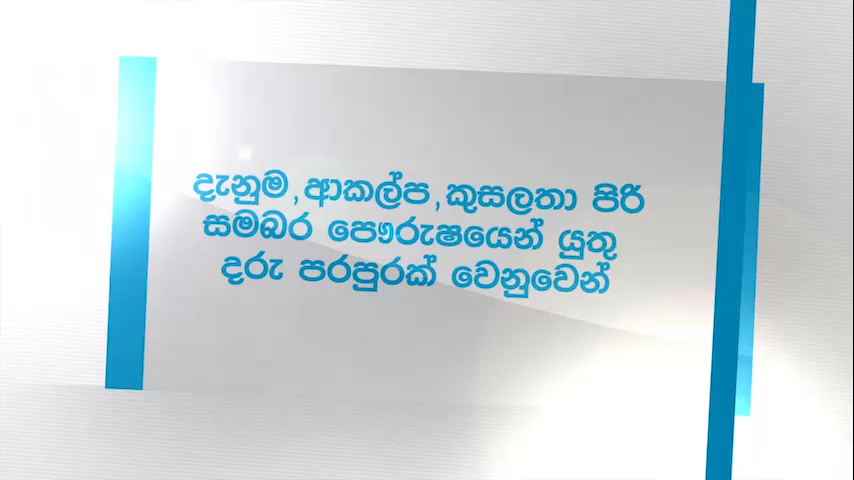 දැනුම,ආකල්ප,කුසලතා පිරි
සමබර පෞරුෂයෙන් යුතු
දරු පරපුරක් වෙනුවෙන්